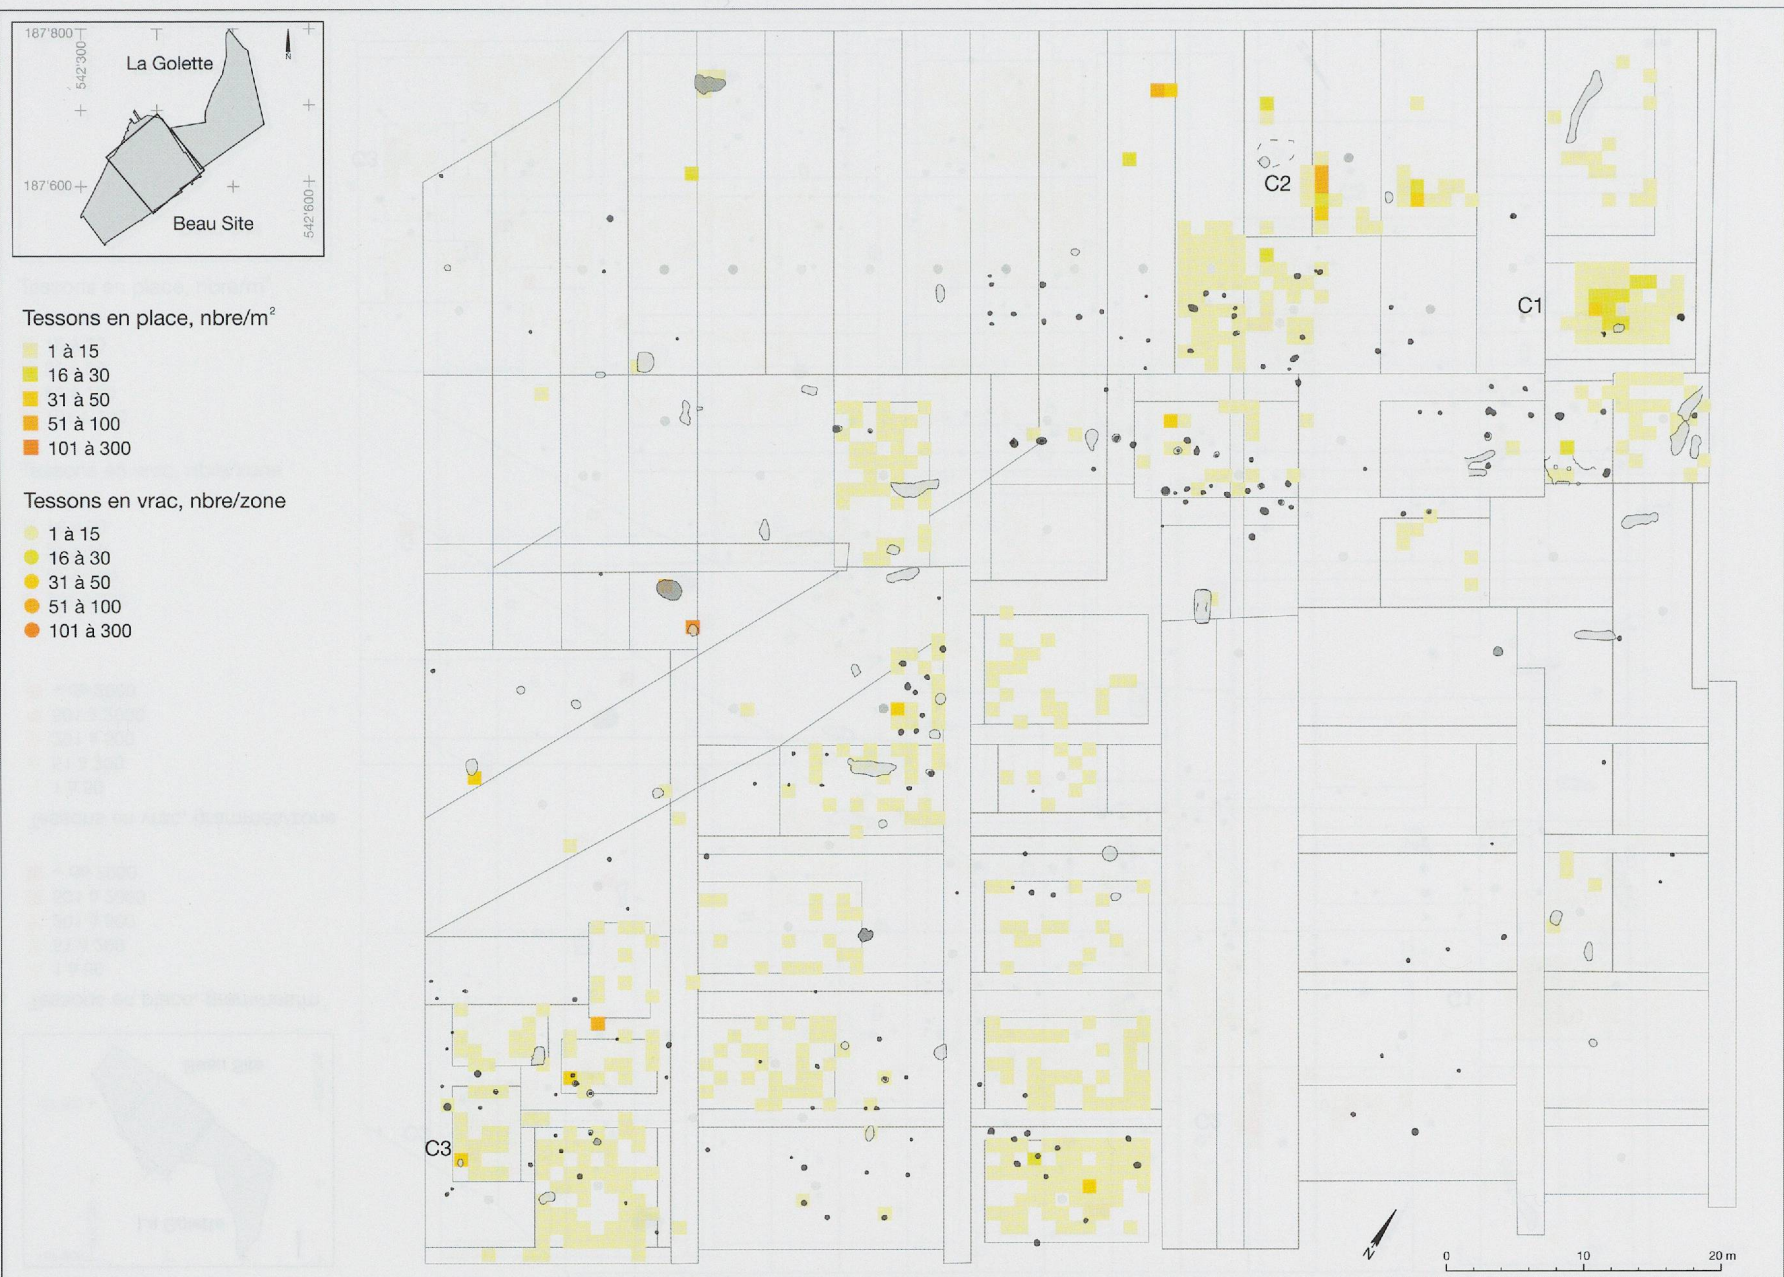 187'800
542'300
La Golette
N
187'600
Beau Site
542'600
Tessons en place, nbre/m²
1 à 15
16 à 30
31 à 50
51 à 100
101 à 300
Tessons en vrac, nbre/zone
1 à 15
16 à 30
31 à 50
51 à 100
101 à 300
C2
C1
C3
N
0 10 20 m